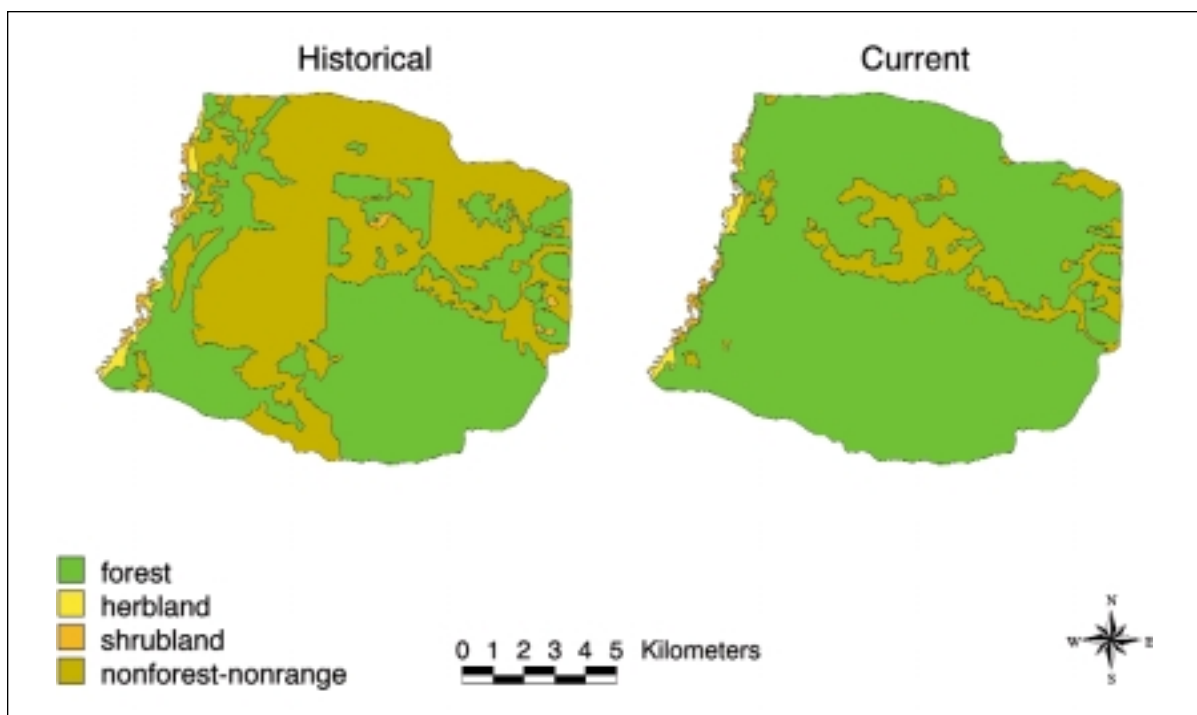 Historical
Current
forest
herbland
shrubland
nonforest-nonrange
0 1 2 3 4 5 Kilometers
N
W E
S